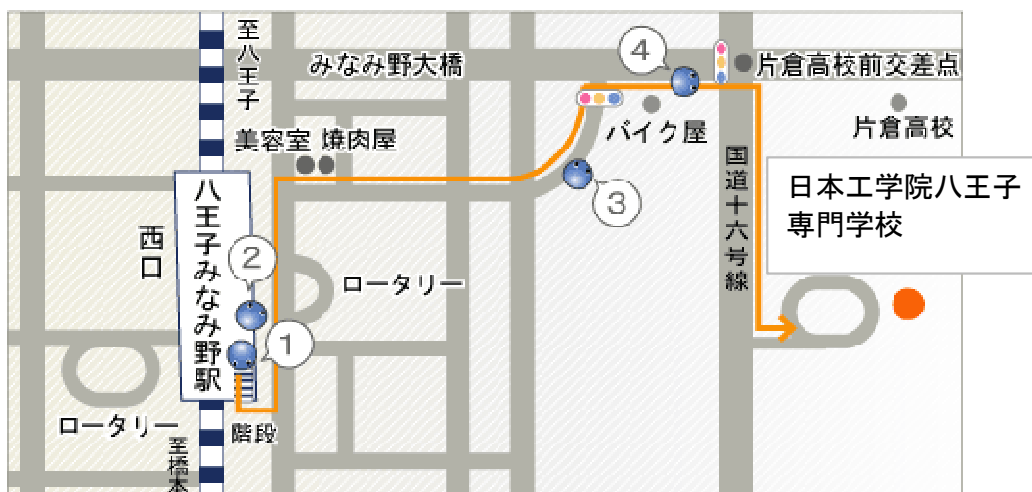 至八王子
みなみ野大橋
④
片倉高校前交差点
美容室 焼肉屋
バイク屋
片倉高校
③
国道十六号線
日本工学院八王子
専門学校
八王子みなみ野駅
西口
②
ロータリー
①
ロータリー
階段
至橋本